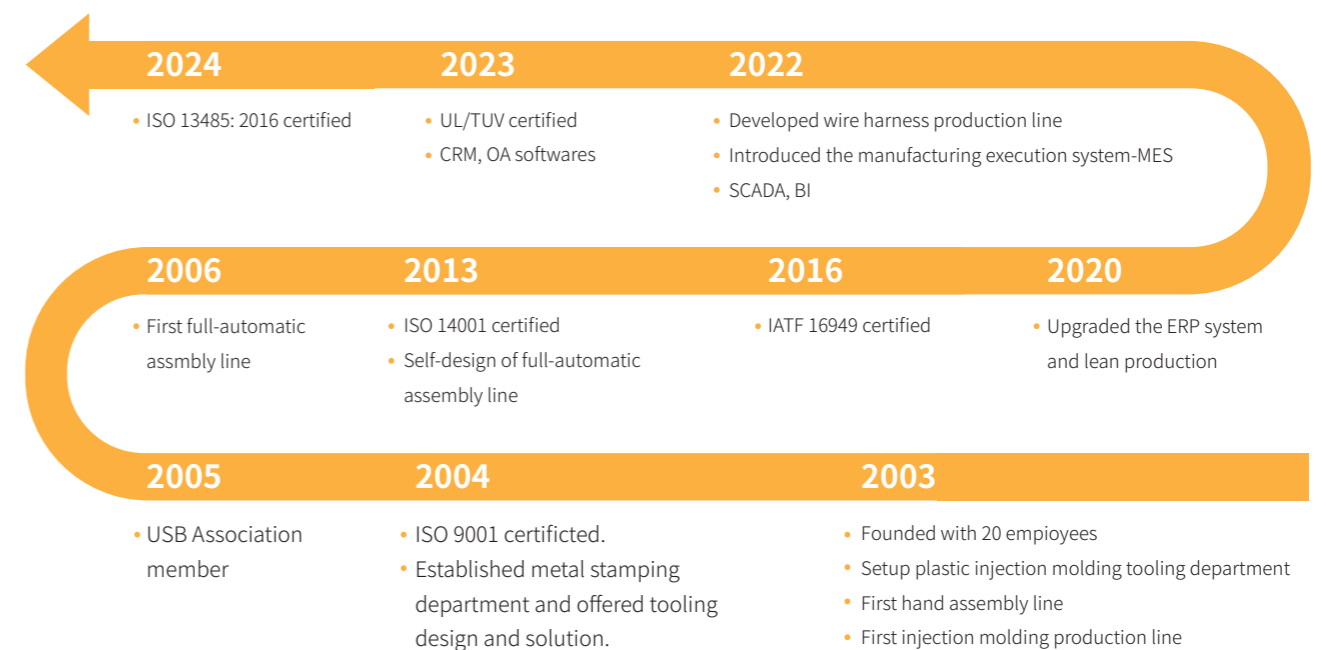 2024
2023
2022
• ISO 13485: 2016 certified
• UL/TUV certified
• CRM, OA softwares
• Developed wire harness production line
• Introduced the manufacturing execution system-MES
• SCADA, BI
2006
2013
2016
2020
• First full-automatic
assmbly line
• ISO 14001 certified
• Self-design of full-automatic
assembly line
• IATF 16949 certified
• Upgraded the ERP system
and lean production
2005
2004
2003
• USB Association
member
• ISO 9001 certificted.
• Established metal stamping
department and offered tooling
design and solution.
• Founded with 20 empioyees
• Setup plastic injection molding tooling department
• First hand assembly line
• First injection molding production line